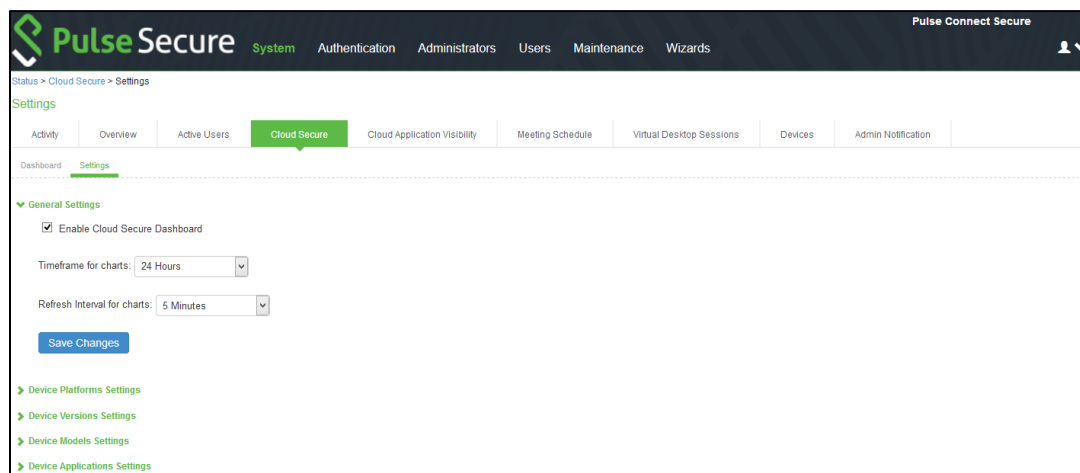 Pulse Connect Secure
Pulse Secure System Authentication Administrators Users Maintenance Wizards
Status > Cloud Secure > Settings
Settings
Activity Overview Active Users Cloud Secure Cloud Application Visibility Meeting Schedule Virtual Desktop Sessions Devices Admin Notification
Dashboard Settings
General Settings
Enable Cloud Secure Dashboard
Timeframe for charts: 24 Hours
Refresh Interval for charts: 5 Minutes
Save Changes
Device Platforms Settings
Device Versions Settings
Device Models Settings
Device Applications Settings